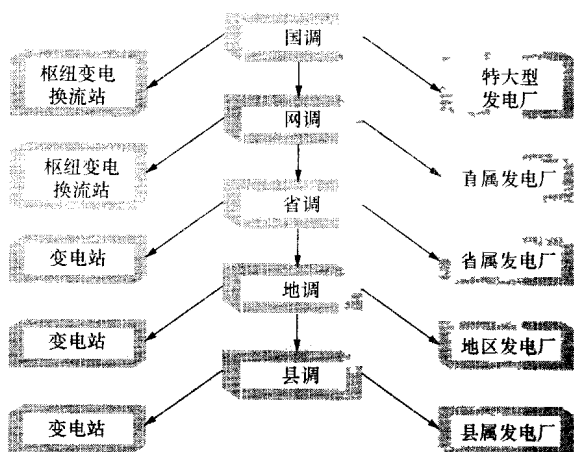 国调
枢纽变电
换流站
特大型
发电厂
网调
枢纽变电
换流站
直属发电厂
省调
变电站
省属发电厂
地调
变电站
地区发电厂
县调
变电站
县属发电厂